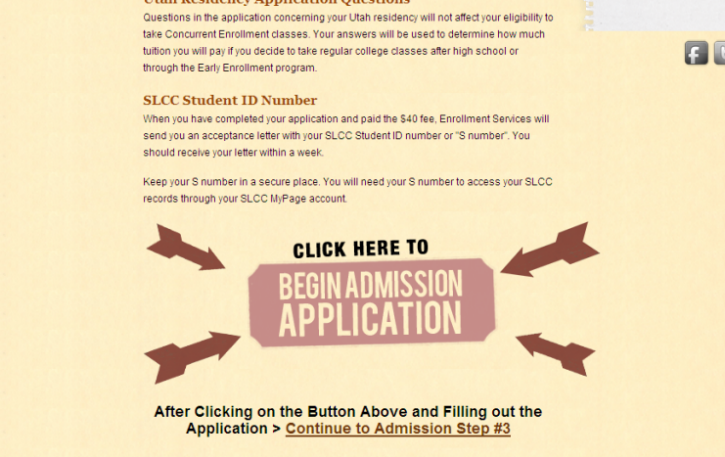 Utah Residency Application Questions
Questions in the application concerning your Utah residency will not affect your eligibility to
take Concurrent Enrollment classes. Your answers will be used to determine how much
tuition you will pay if you decide to take regular college classes after high school or
through the Early Enrollment program.
SLCC Student ID Number
When you have completed your application and paid the $40 fee, Enrollment Services will
send you an acceptance letter with your SLCC Student ID number or "S number". You
should receive your letter within a week.
Keep your S number in a secure place. You will need your S number to access your SLCC
records through your SLCC MyPage account.
CLICK HERE TO
BEGIN ADMISSION
APPLICATION
After Clicking on the Button Above and Filling out the
Application > Continue to Admission Step #3